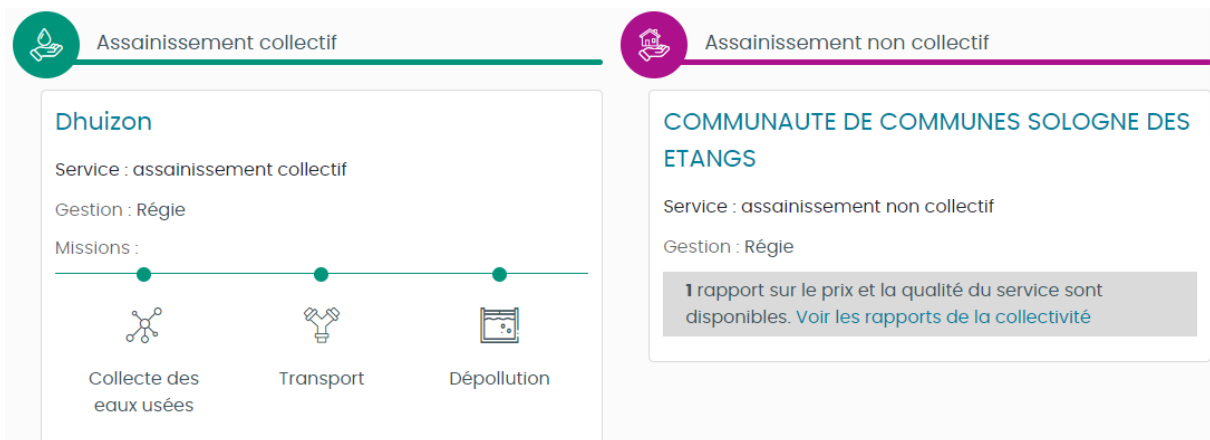 Assainissement collectif
Dhuizon
Service : assainissement collectif
Gestion : Régie
Missions :
Collecte des
eaux usées
Transport
Dépollution
Assainissement non collectif
COMMUNAUTE DE COMMUNES SOLOGNE DES
ETANGS
Service : assainissement non collectif
Gestion : Régie
1 rapport sur le prix et la qualité du service sont
disponibles. Voir les rapports de la collectivité